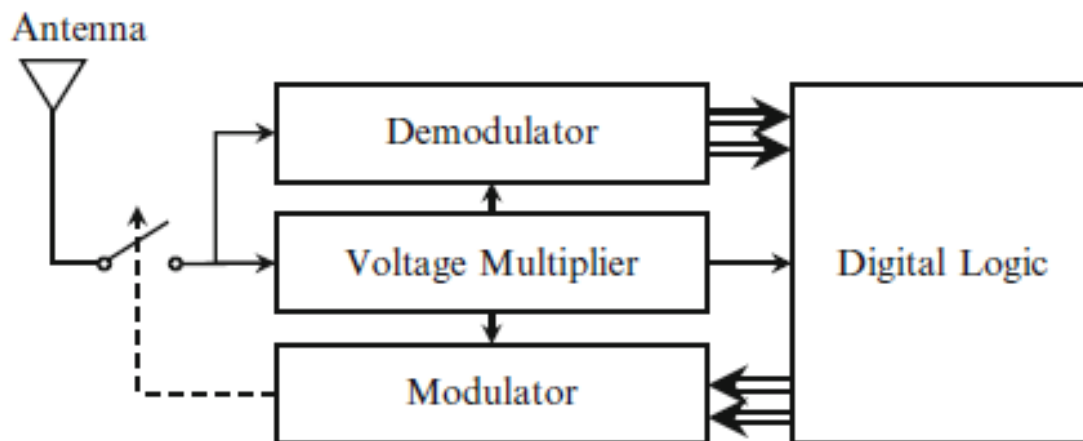 Antenna
Demodulator
Voltage Multiplier
Digital Logic
Modulator